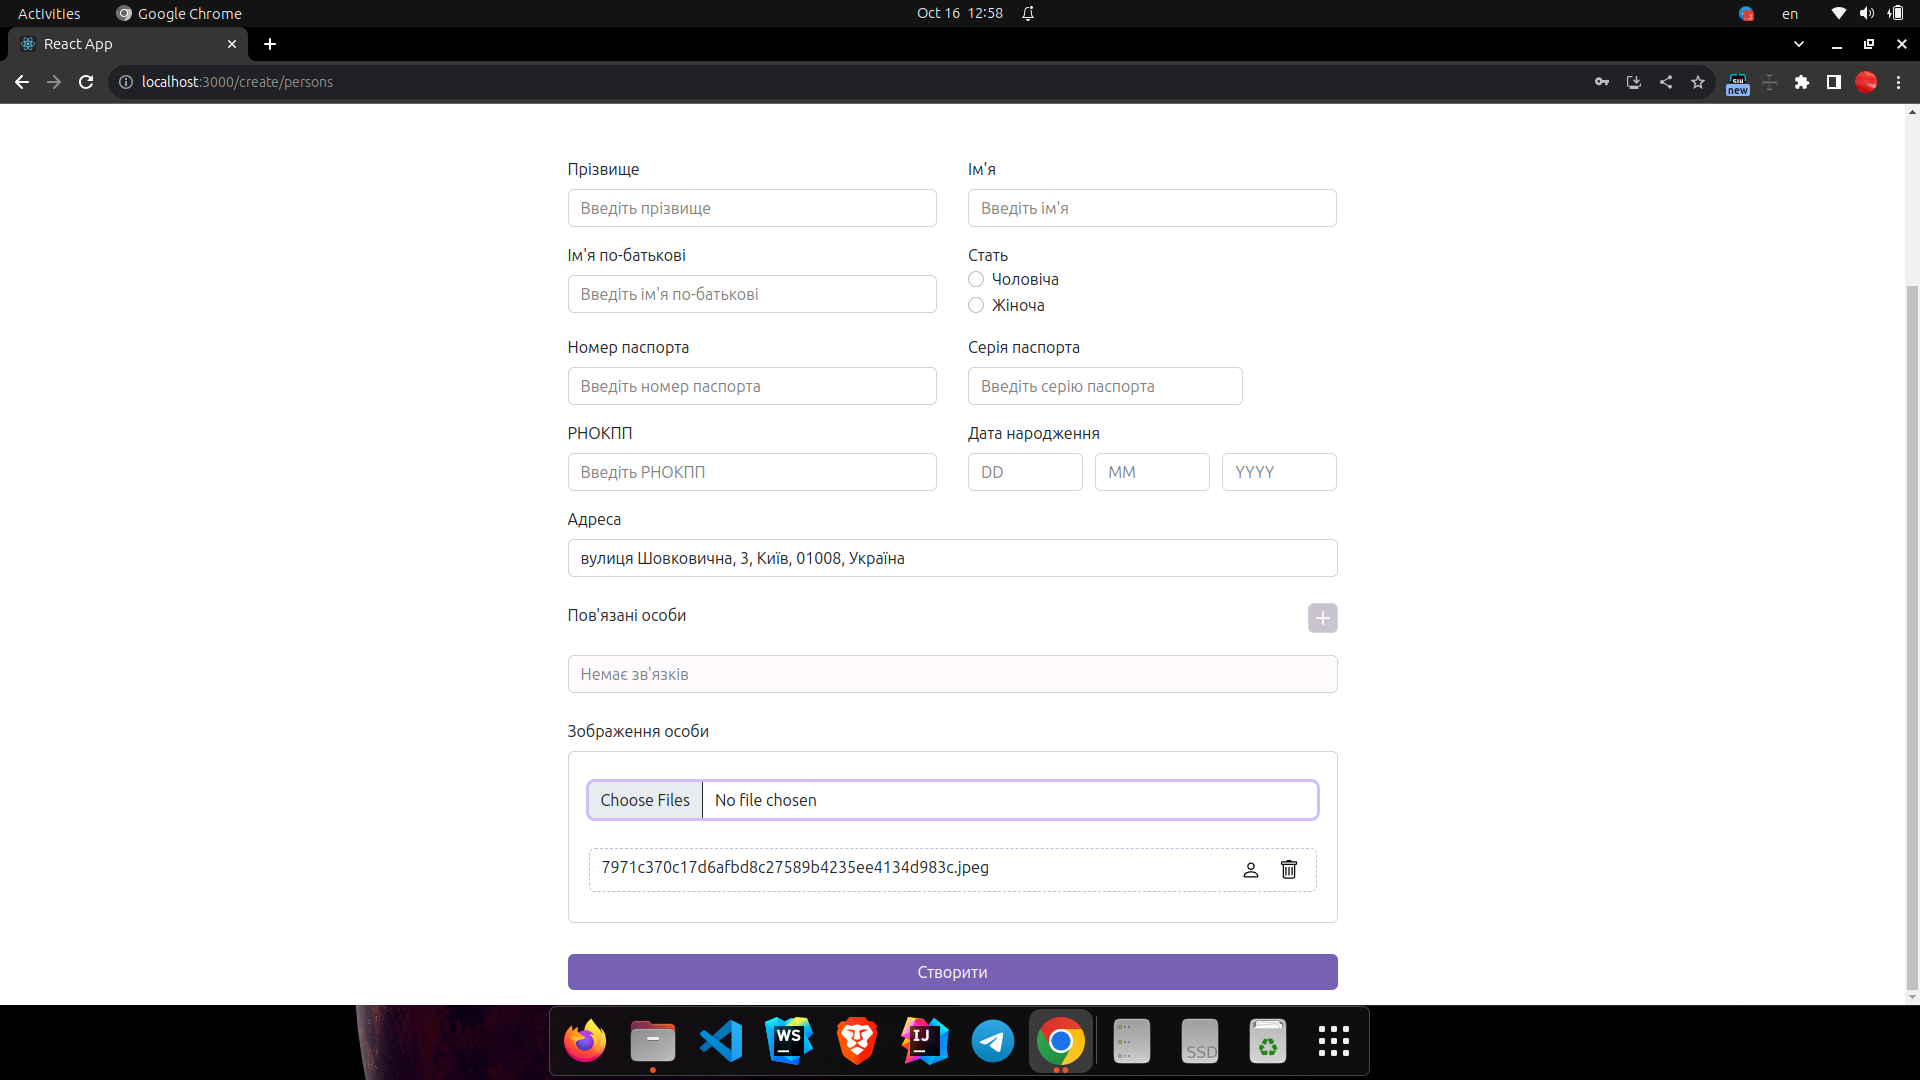 Activities Google Chrome Oct 16 12:58 en
React App
localhost:3000/create/persons new
Прізвище Ім'я
Введіть прізвище Введіть ім'я
Ім'я по-батькові Стать
Чоловіча
Введіть ім'я по-батькові
Жіноча
Номер паспорта Серія паспорта
Введіть номер паспорта Введіть серію паспорта
РНОКПП Дата народження
Введіть РНОКПП DD MM YYYY
Адреса
вулиця Шовковична, 3, Київ, 01008, Україна
Пов'язані особи
Немає зв'язків
Зображення особи
Choose Files No file chosen
7971c370c17d6afbd8c27589b4235ee4134d983c.jpeg
Створити
WS IJ SSD